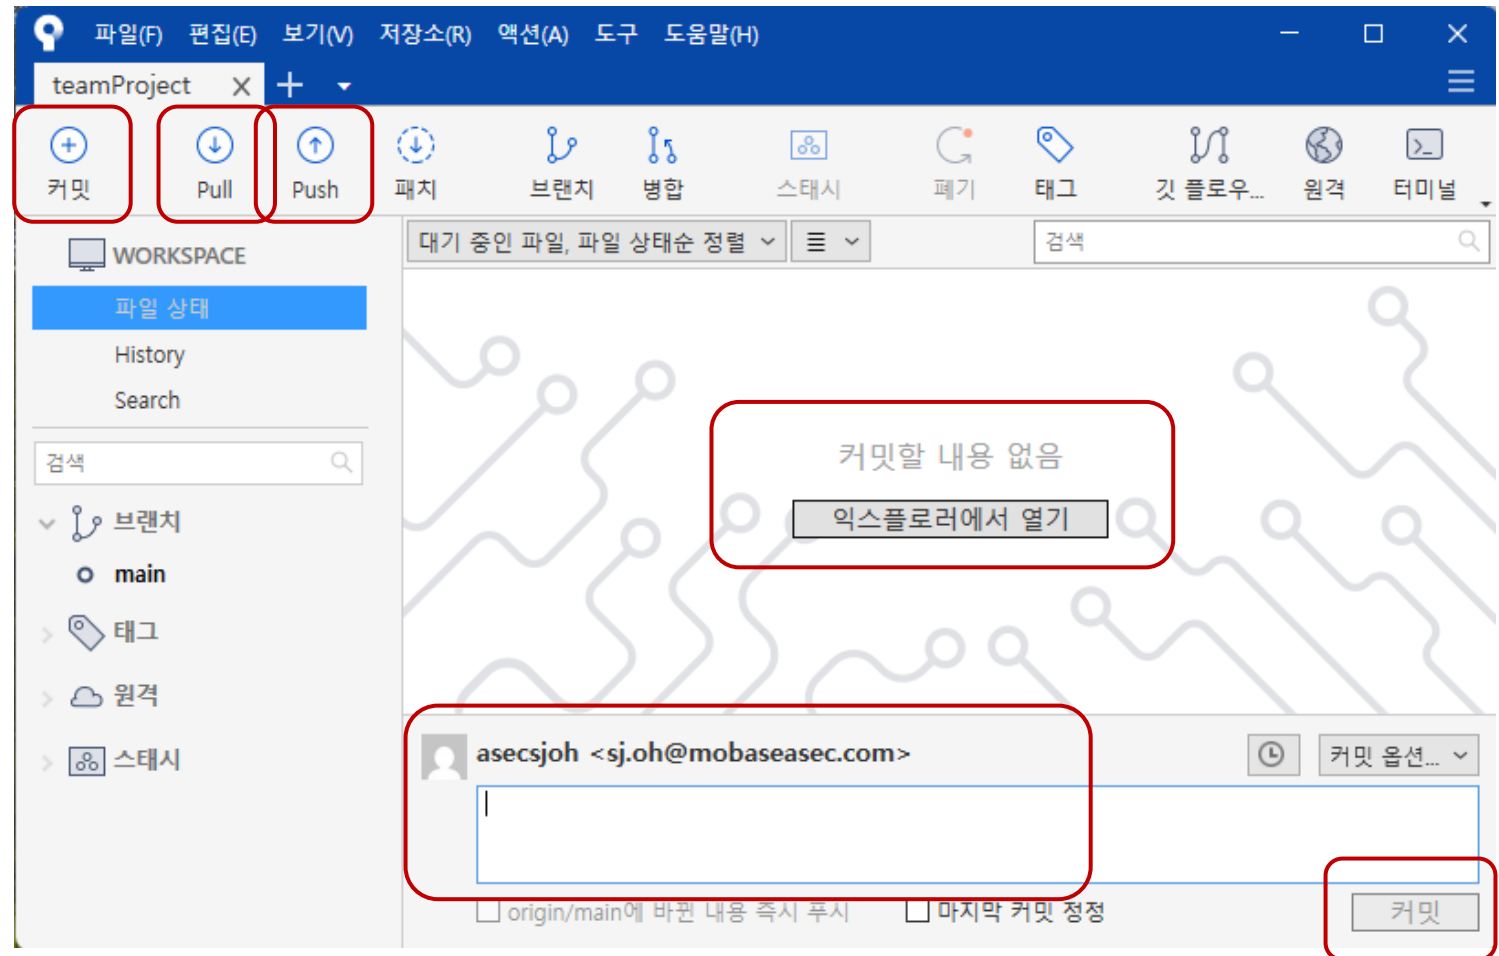 파일(F) 편집(E) 보기(V) 저장소(R) 액션(A) 도구 도움말(H)
teamProject
커밋 Pull Push 패치 브랜치 병합 스태시 폐기 태그 깃 플로우... 원격 터미널
WORKSPACE
파일 상태
History
Search
검색
브랜치
main
태그
원격
스태시
대기 중인 파일, 파일 상태순 정렬
검색
커밋할 내용 없음
익스플로러에서 열기
asecsjoh <sj.oh@mobaseasec.com>
커밋 옵션...
origin/main에 바뀐 내용 즉시 푸시
마지막 커밋 정정
커밋